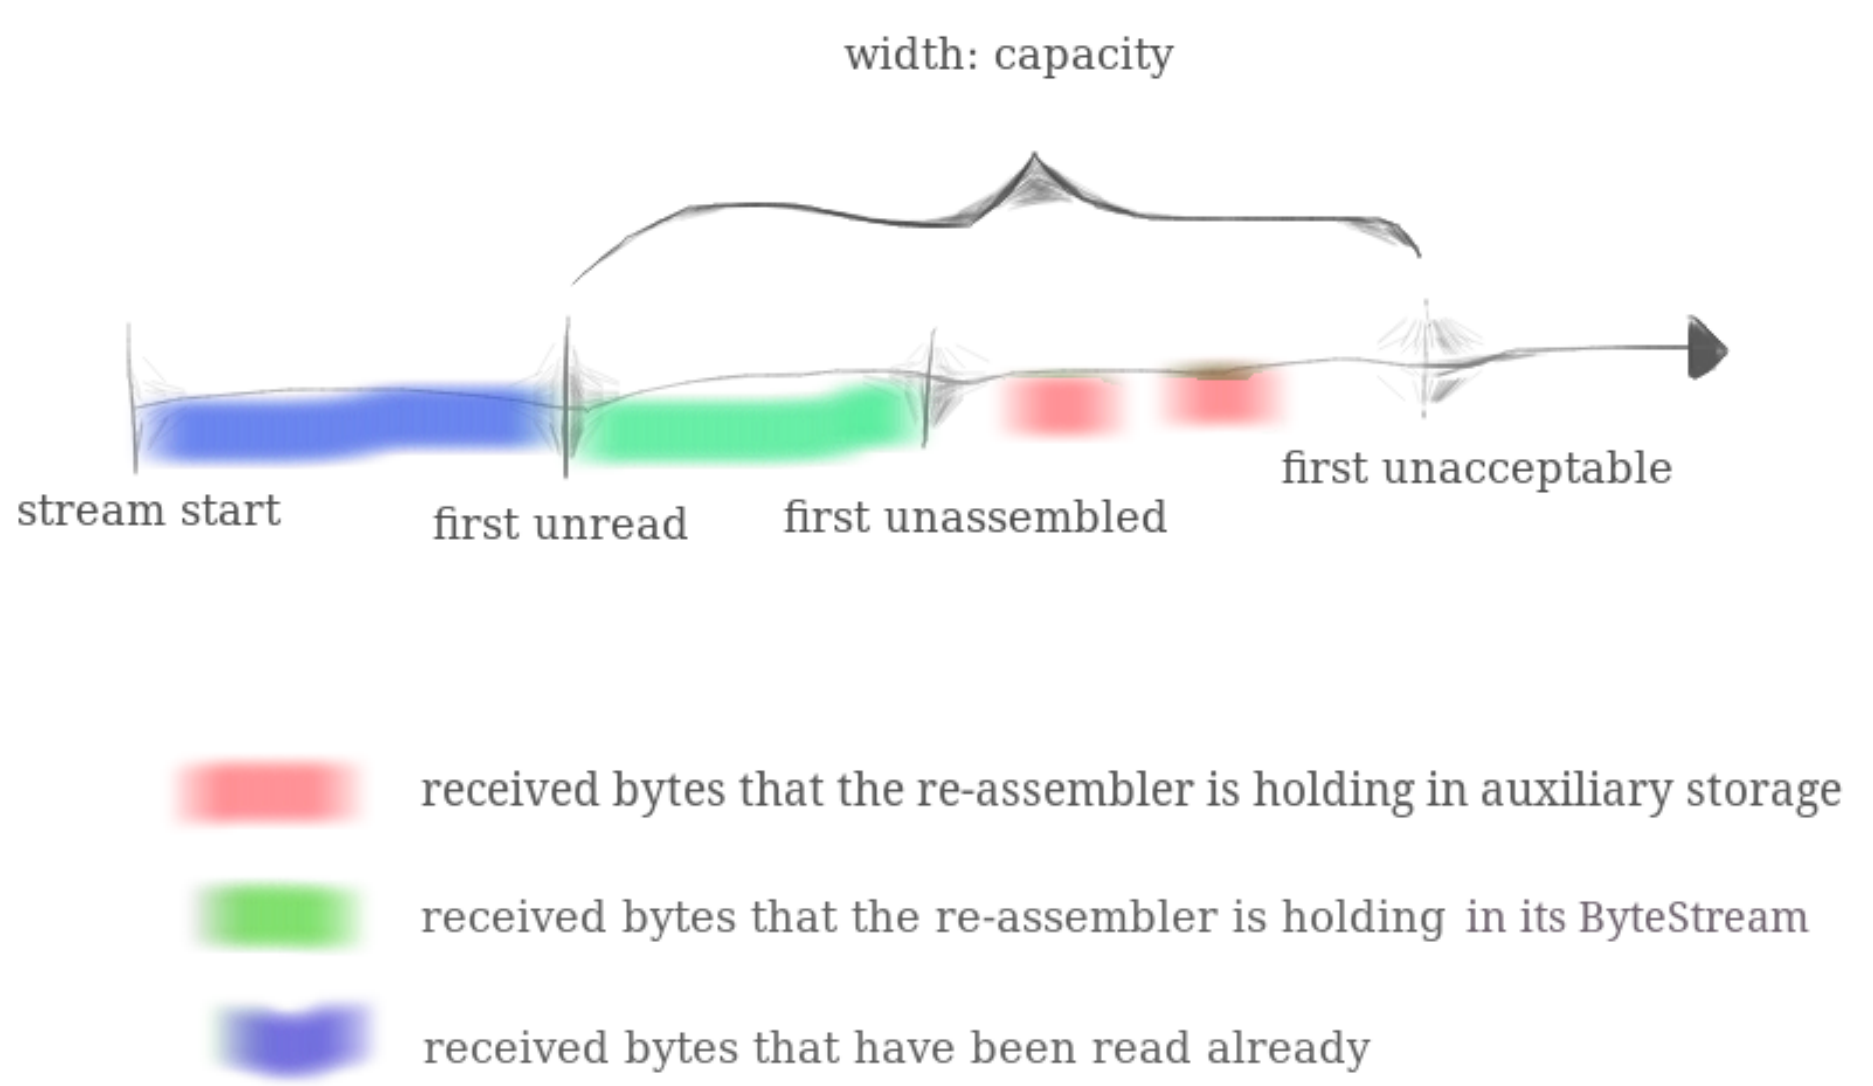 width: capacity
stream start
first unread
first unassembled
first unacceptable
received bytes that the re-assembler is holding in auxiliary storage
received bytes that the re-assembler is holding in its ByteStream
received bytes that have been read already